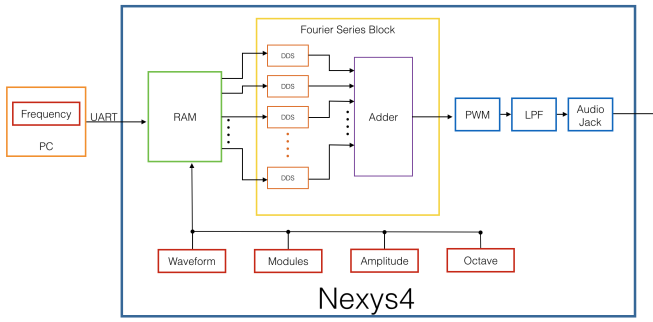 Fourier Series Block
DDS
DDS
DDS
DDS
Frequency
PC
UART
RAM
Adder
PWM
LPF
Audio
Jack
Waveform
Modules
Amplitude
Octave
Nexys4